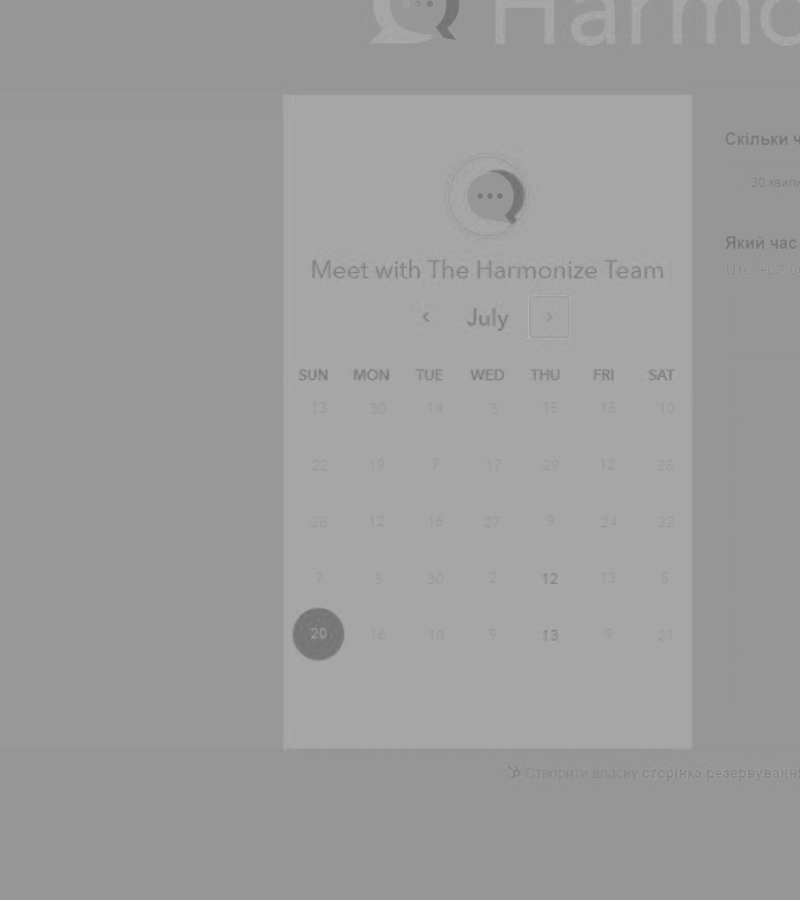 Harmo
Скільки ч
30 хвили
Meet with The Harmonize Team
Який час
UTC +02:00
July
SUN MON TUE WED THU FRI SAT
13 30 14 3 15 15 10
22 19 7 17 29 12 28
28 12 16 27 9 24 22
7 3 30 2 12 13 5
20 16 10 9 13 9 21
Створити власну сторінка резервування